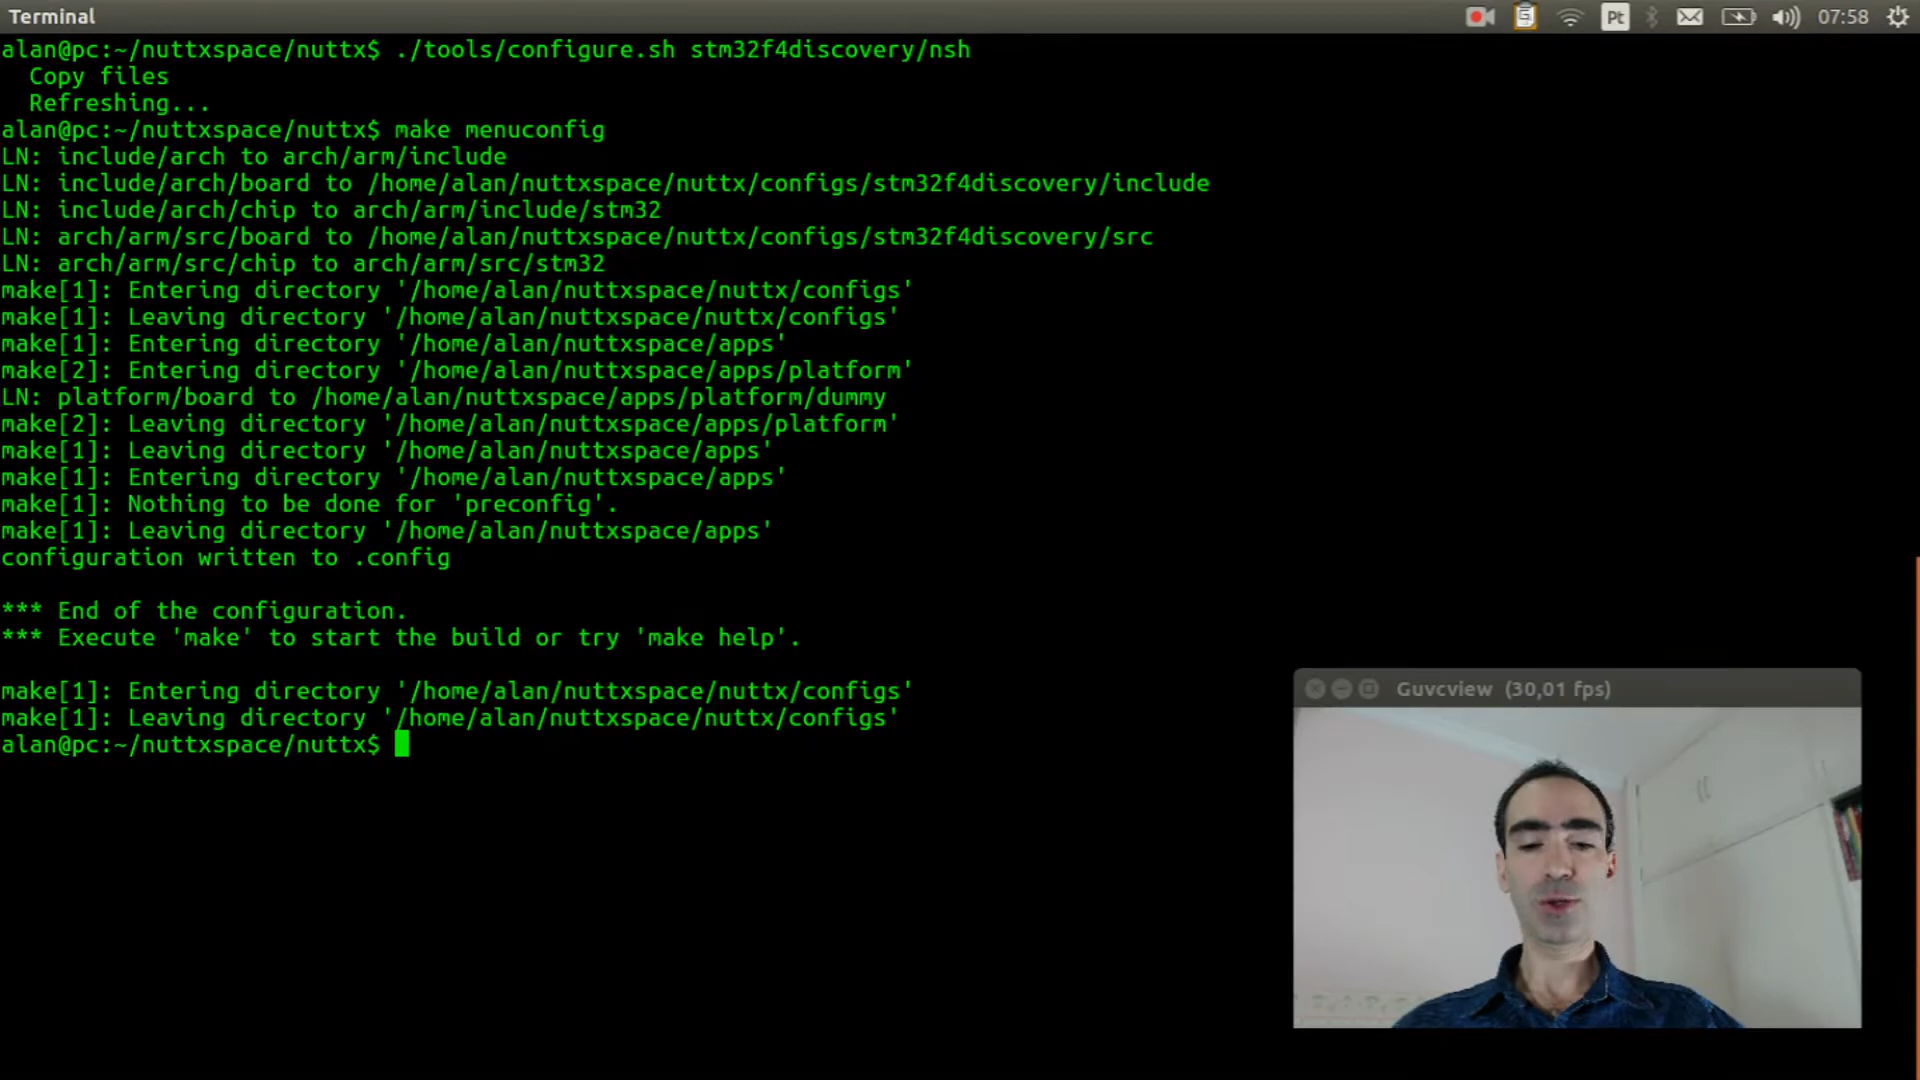 Terminal
Pt
07:58
alan@pc:~/nuttxspace/nuttx$ ./tools/configure.sh stm32f4discovery/nsh
  Copy files
  Refreshing...
alan@pc:~/nuttxspace/nuttx$ make menuconfig
LN: include/arch to arch/arm/include
LN: include/arch/board to /home/alan/nuttxspace/nuttx/configs/stm32f4discovery/include
LN: include/arch/chip to arch/arm/include/stm32
LN: arch/arm/src/board to /home/alan/nuttxspace/nuttx/configs/stm32f4discovery/src
LN: arch/arm/src/chip to arch/arm/src/stm32
make[1]: Entering directory '/home/alan/nuttxspace/nuttx/configs'
make[1]: Leaving directory '/home/alan/nuttxspace/nuttx/configs'
make[1]: Entering directory '/home/alan/nuttxspace/apps'
make[2]: Entering directory '/home/alan/nuttxspace/apps/platform'
LN: platform/board to /home/alan/nuttxspace/apps/platform/dummy
make[2]: Leaving directory '/home/alan/nuttxspace/apps/platform'
make[1]: Leaving directory '/home/alan/nuttxspace/apps'
make[1]: Entering directory '/home/alan/nuttxspace/apps'
make[1]: Nothing to be done for 'preconfig'.
make[1]: Leaving directory '/home/alan/nuttxspace/apps'
configuration written to .config
*** End of the configuration.
*** Execute 'make' to start the build or try 'make help'.
make[1]: Entering directory '/home/alan/nuttxspace/nuttx/configs'
make[1]: Leaving directory '/home/alan/nuttxspace/nuttx/configs'
alan@pc:~/nuttxspace/nuttx$
Guvcview (30,01 fps)